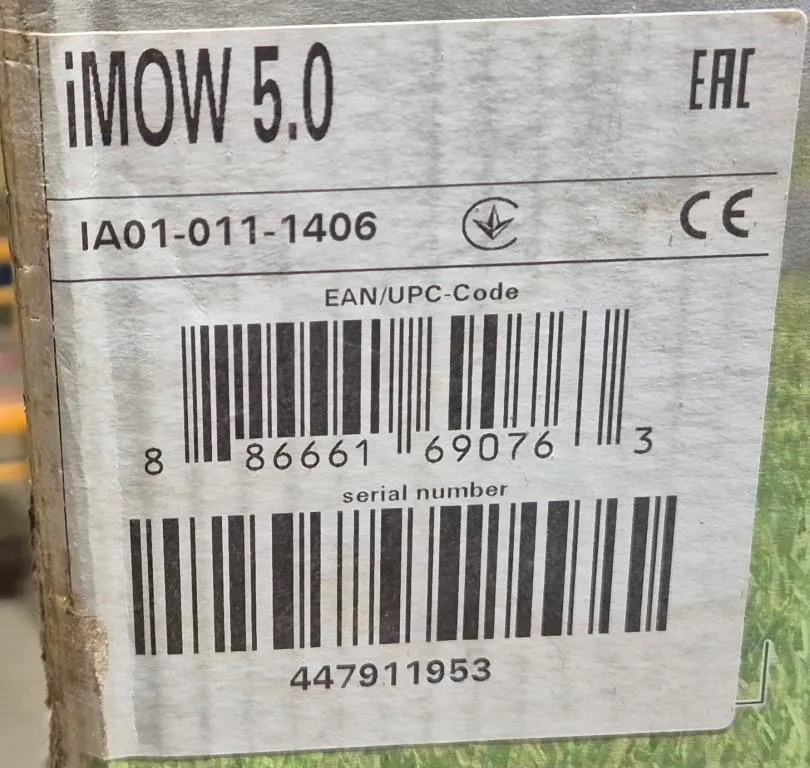 iMOW 5.0
EAC
IA01-011-1406
CE
EAN/UPC-Code
8 86661 69076 3
serial number
447911953